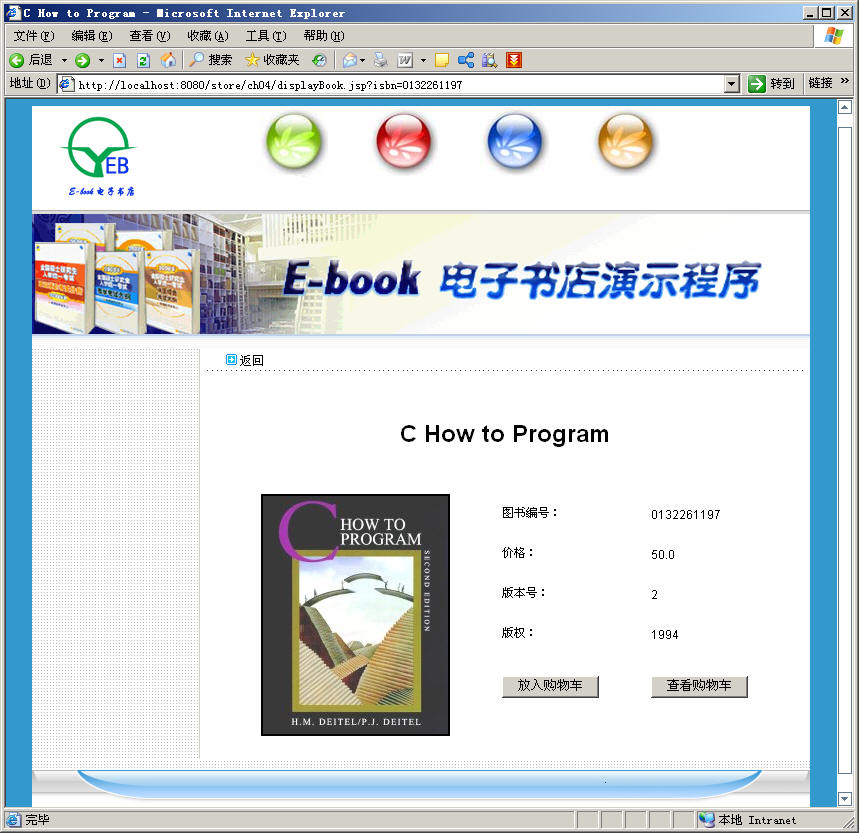 C How to Program - Microsoft Internet Explorer
文件(F) 编辑(E) 查看(V) 收藏(A) 工具(T) 帮助(H)
后退 搜索 收藏夹
地址(D) http://localhost:8080/store/ch04/displayBook.jsp?isbn=0132261197 转到 链接 »
YEB
E-book 电子书店
E-book 电子书店演示程序
返回
C How to Program
C HOW TO PROGRAM
SECOND EDITION
H.M. DEITEL/P.J. DEITEL
图书编号： 0132261197
价格： 50.0
版本号： 2
版权： 1994
放入购物车 查看购物车
完毕 本地 Intranet